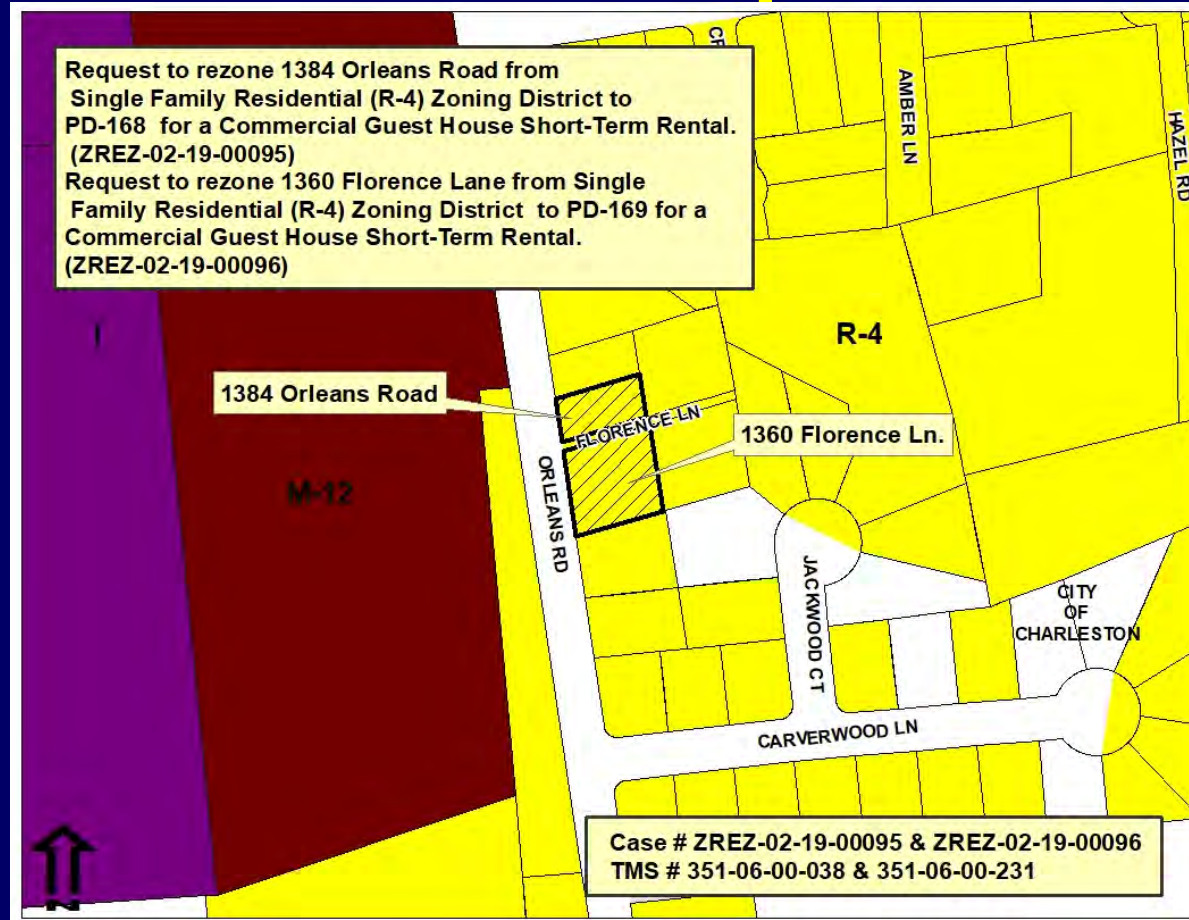 Request to rezone 1384 Orleans Road from
Single Family Residential (R-4) Zoning District to
PD-168 for a Commercial Guest House Short-Term Rental.
(ZREZ-02-19-00095)
Request to rezone 1360 Florence Lane from Single
Family Residential (R-4) Zoning District to PD-169 for a
Commercial Guest House Short-Term Rental.
(ZREZ-02-19-00096)
AMBER LN
HAZEL RD
I
R-4
1384 Orleans Road
FLORENCE LN
1360 Florence Ln.
M-12
ORLEANS RD
JACKWOOD CT
CITY
OF
CHARLESTON
CARVERWOOD LN
Case # ZREZ-02-19-00095 & ZREZ-02-19-00096
TMS # 351-06-00-038 & 351-06-00-231
N